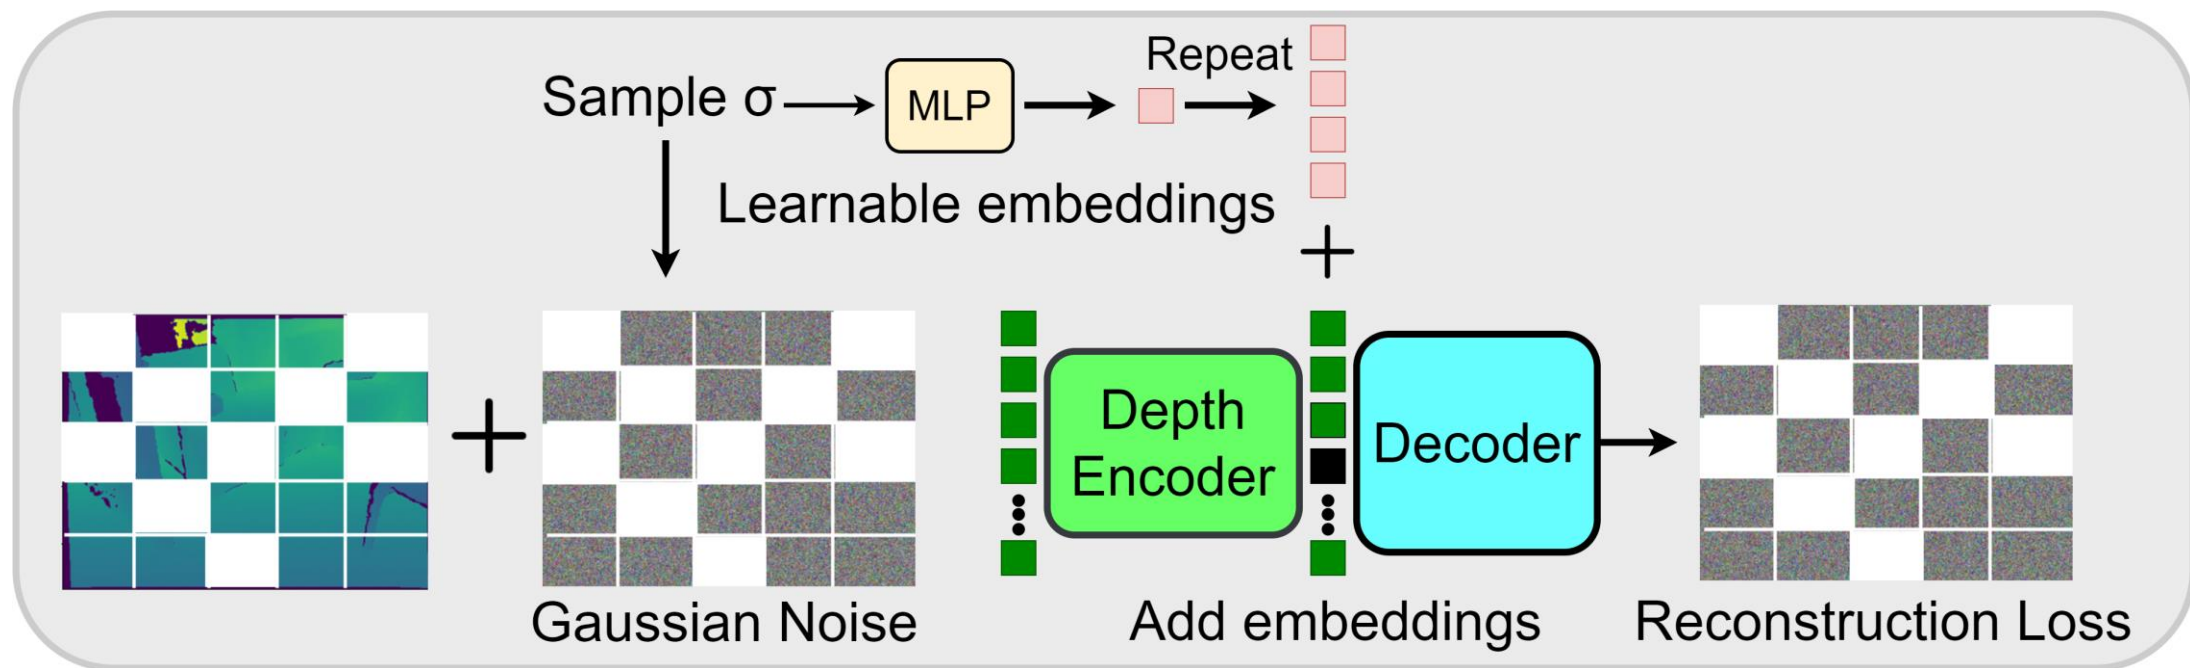 Repeat
Sample σ
MLP
Learnable embeddings
Depth
Encoder
Decoder
Gaussian Noise
Add embeddings
Reconstruction Loss